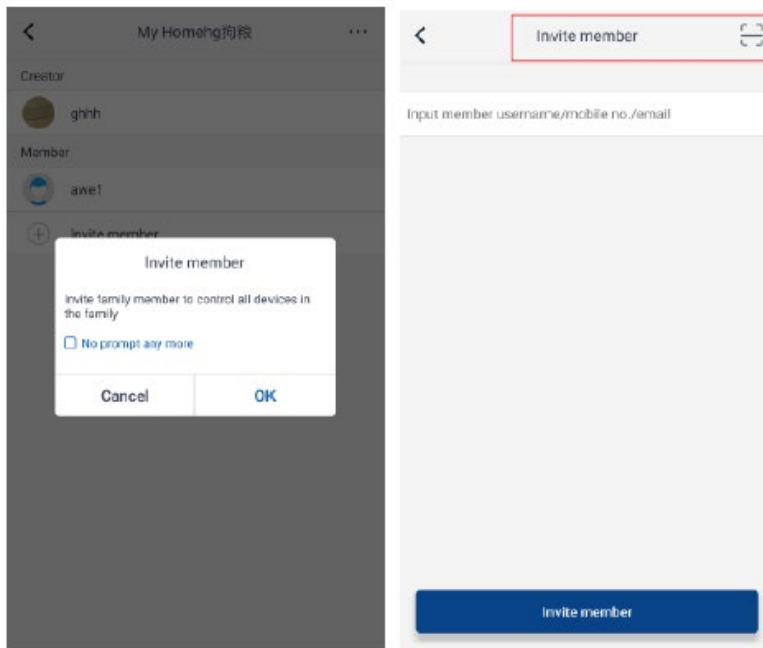 My Homehg狗粮
Creator
ghhh
Member
awe1
Invite member
Invite member
Invite family member to control all devices in
the family
No prompt any more
Cancel OK
Invite member
Input member username/mobile no./email
Invite member